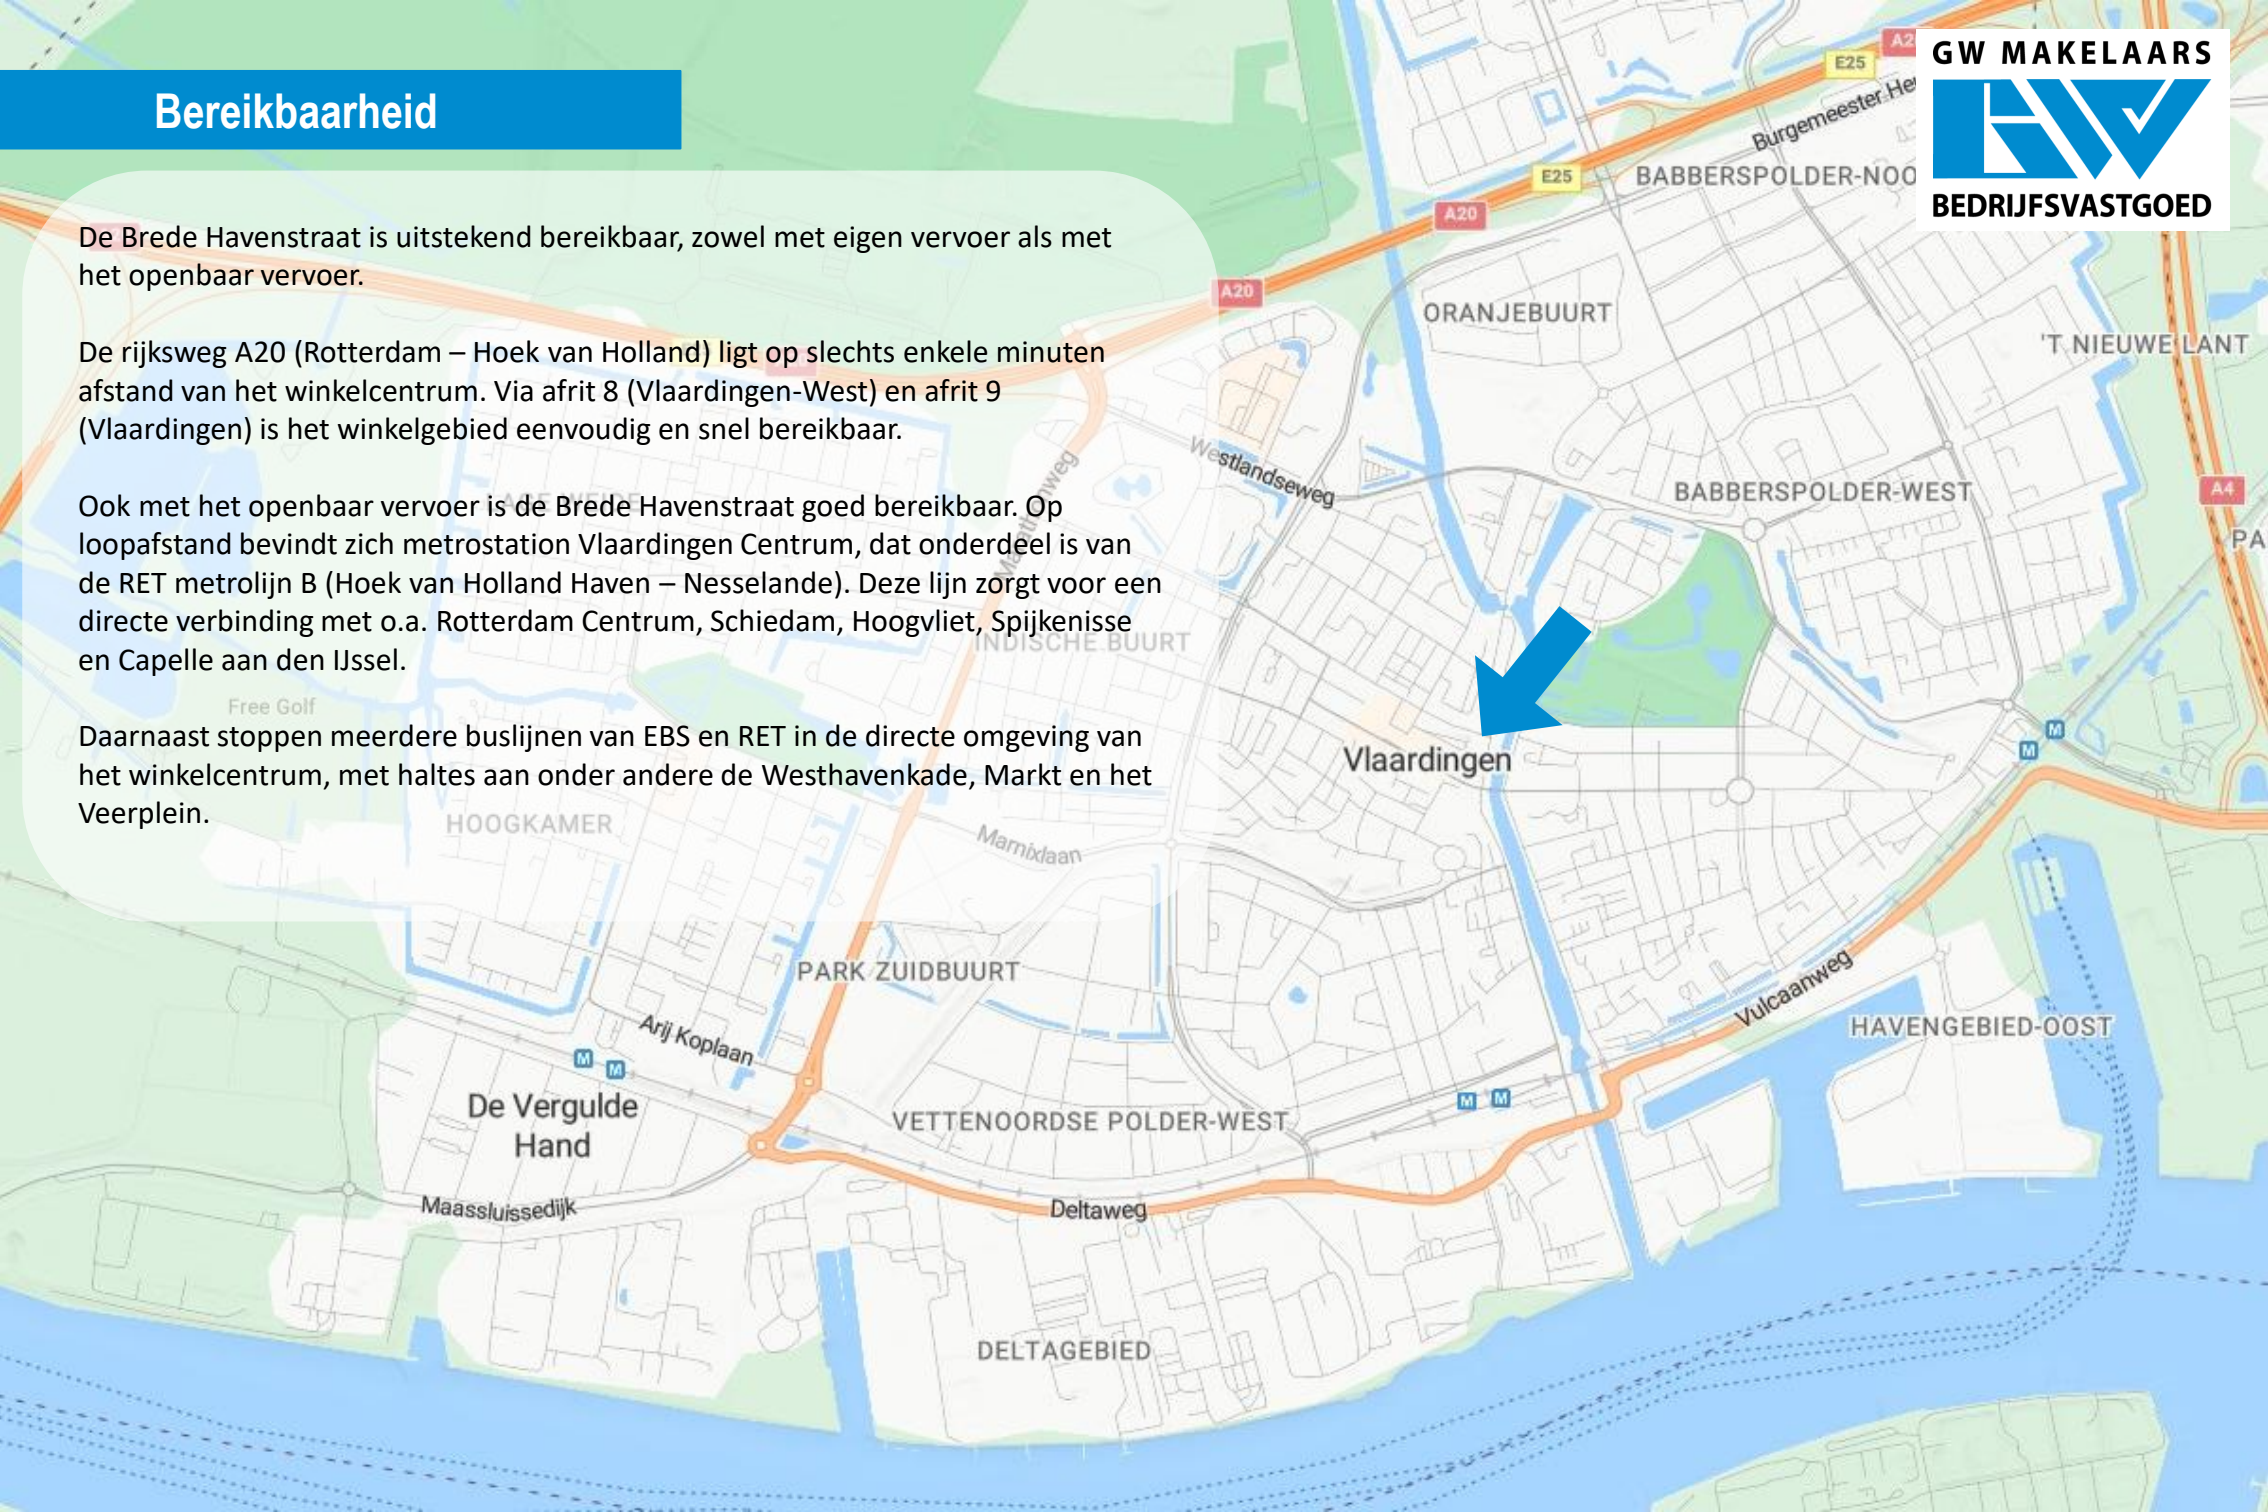 Bereikbaarheid
GW MAKELAARS
BEDRIJFSVASTGOED
De Brede Havenstraat is uitstekend bereikbaar, zowel met eigen vervoer als met
het openbaar vervoer.
De rijksweg A20 (Rotterdam – Hoek van Holland) ligt op slechts enkele minuten
afstand van het winkelcentrum. Via afrit 8 (Vlaardingen-West) en afrit 9
(Vlaardingen) is het winkelgebied eenvoudig en snel bereikbaar.
Ook met het openbaar vervoer is de Brede Havenstraat goed bereikbaar. Op
loopafstand bevindt zich metrostation Vlaardingen Centrum, dat onderdeel is van
de RET metrolijn B (Hoek van Holland Haven – Nesselande). Deze lijn zorgt voor een
directe verbinding met o.a. Rotterdam Centrum, Schiedam, Hoogvliet, Spijkenisse
en Capelle aan den IJssel.
Daarnaast stoppen meerdere buslijnen van EBS en RET in de directe omgeving van
het winkelcentrum, met haltes aan onder andere de Westhavenkade, Markt en het
Veerplein.
E25
Burgemeester
E25
BABBERSPOLDER-NOO
A20
A20
ORANJEBUURT
'T NIEUWE LANT
Westlandseweg
BABBERSPOLDER-WEST
A4
PA
INDISCHE BUURT
Free Golf
Vlaardingen
M
M
HOOGKAMER
Marnixlaan
PARK ZUIDBUURT
Vulcaanweg
HAVENGEBIED-OOST
Arij Koplaan
M
M
M
M
De Vergulde
Hand
VETTENOORDSE POLDER-WEST
Maassluissedijk
Deltaweg
DELTAGEBIED